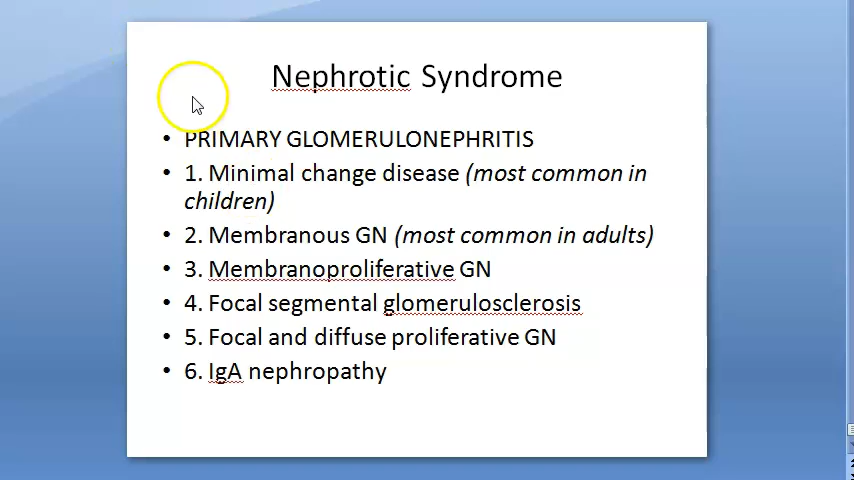 Nephrotic Syndrome
• PRIMARY GLOMERULONEPHRITIS
• 1. Minimal change disease (most common in
children)
• 2. Membranous GN (most common in adults)
• 3. Membranoproliferative GN
• 4. Focal segmental glomerulosclerosis
• 5. Focal and diffuse proliferative GN
• 6. IgA nephropathy